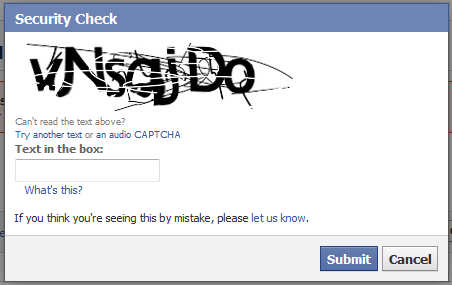 Security Check
Can't read the text above?
Try another text or an audio CAPTCHA
Text in the box:
What's this?
If you think you're seeing this by mistake, please let us know.
Submit Cancel